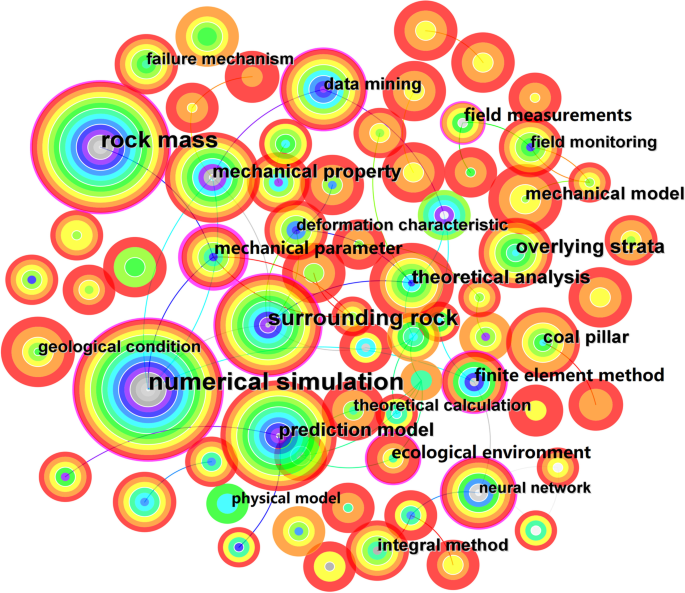 failure mechanism
data mining
field measurements
rock mass
field monitoring
mechanical property
mechanical model
deformation characteristic
mechanical parameter
overlying strata
theoretical analysis
surrounding rock
coal pillar
geological condition
numerical simulation
finite element method
theoretical calculation
prediction model
ecological environment
neural network
physical model
integral method